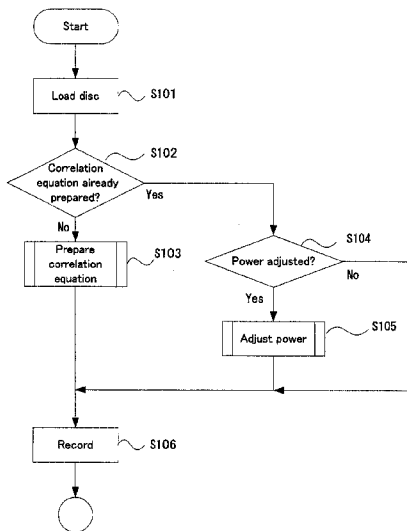 Start
Load disc
S101
S102
Correlation
equation already
prepared?
Yes
No
S104
Prepare
correlation
equation
S103
Power adjusted?
No
Yes
Adjust power
S105
Record
S106